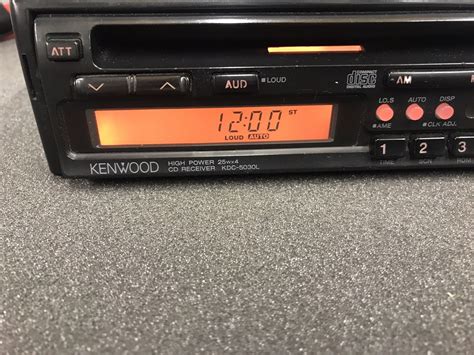 ATT
AUD
LOUD
COMPACT
DISC
DIGITAL AUDIO
AM
LO.S AUTO DISP
AME CLK ADJ.
12:00 ST
LOUD AUTO
1 2 3
TIME
KENWOOD
HIGH POWER 25W×4
CD RECEIVER KDC-5030L